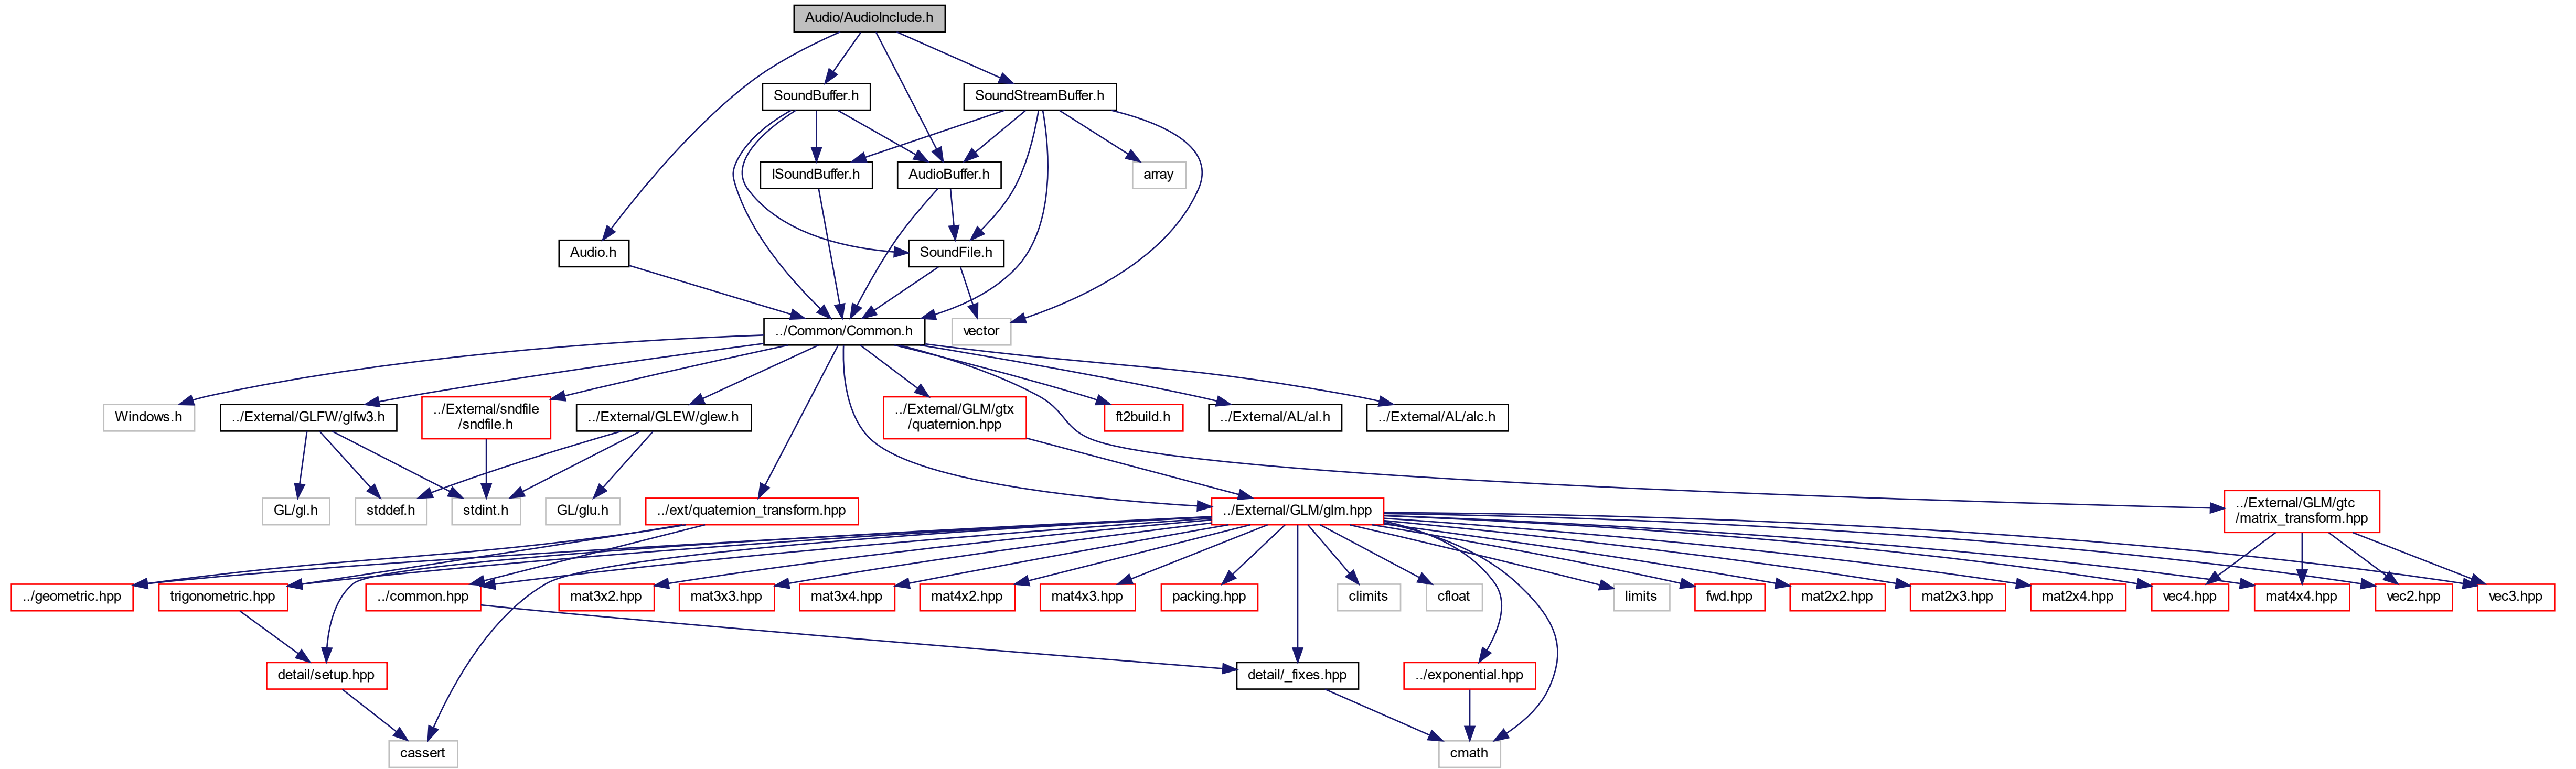 Audio/AudioInclude.h
SoundBuffer.h
SoundStreamBuffer.h
ISoundBuffer.h
AudioBuffer.h
array
Audio.h
SoundFile.h
../Common/Common.h
vector
Windows.h
../External/GLFW/glfw3.h
../External/sndfile
/sndfile.h
../External/GLEW/glew.h
../External/GLM/gtx
/quaternion.hpp
ft2build.h
../External/AL/al.h
../External/AL/alc.h
GL/gl.h
stddef.h
stdint.h
GL/glu.h
../ext/quaternion_transform.hpp
../External/GLM/glm.hpp
../External/GLM/gtc
/matrix_transform.hpp
../geometric.hpp
trigonometric.hpp
../common.hpp
mat3x2.hpp
mat3x3.hpp
mat3x4.hpp
mat4x2.hpp
mat4x3.hpp
packing.hpp
climits
cfloat
limits
fwd.hpp
mat2x2.hpp
mat2x3.hpp
mat2x4.hpp
vec4.hpp
mat4x4.hpp
vec2.hpp
vec3.hpp
detail/setup.hpp
detail/_fixes.hpp
../exponential.hpp
cassert
cmath